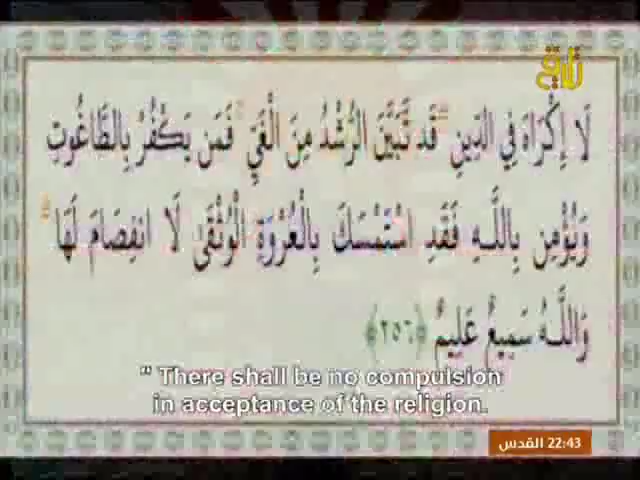 لَا إِكْرَاهَ فِي الدِّينِ ۖ قَد تَّبَيَّنَ الرُّشْدُ مِنَ الْغَيِّ ۚ فَمَن يَكْفُرْ بِالطَّاغُوتِ
وَيُؤْمِن بِاللَّهِ فَقَدِ اسْتَمْسَكَ بِالْعُرْوَةِ الْوُثْقَىٰ لَا انفِصَامَ لَهَا ۗ
وَاللَّهُ سَمِيعٌ عَلِيمٌ ﴿٢٥٦﴾
" There shall be no compulsion
in acceptance of the religion.
22:43 القدس